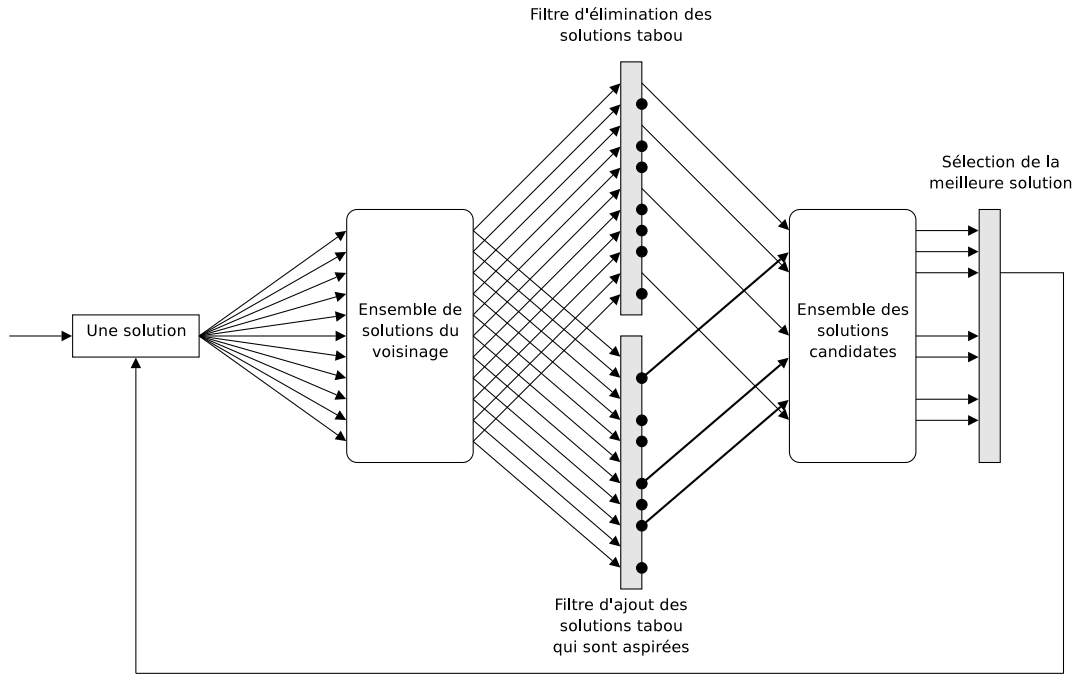 Filtre d'élimination des
solutions tabou
Sélection de la
meilleure solution
Une solution
Ensemble de
solutions du
voisinage
Ensemble des
solutions
candidates
Filtre d'ajout des
solutions tabou
qui sont aspirées